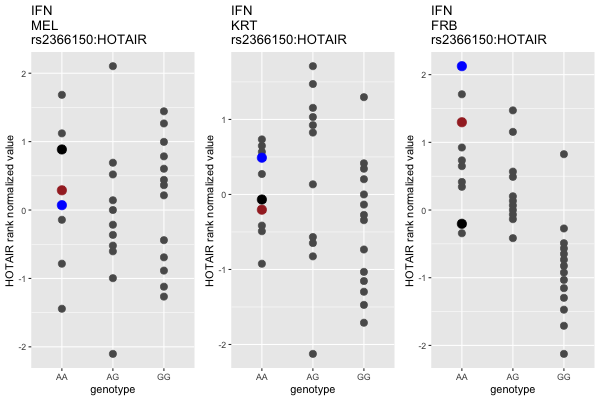 IFN
MEL
rs2366150:HOTAIR
HOTAIR rank normalized value
2
1
0
-1
-2
AA
AG
GG
genotype
IFN
KRT
rs2366150:HOTAIR
HOTAIR rank normalized value
1
0
-1
-2
AA
AG
GG
genotype
IFN
FRB
rs2366150:HOTAIR
HOTAIR rank normalized value
2
1
0
-1
-2
AA
AG
GG
genotype